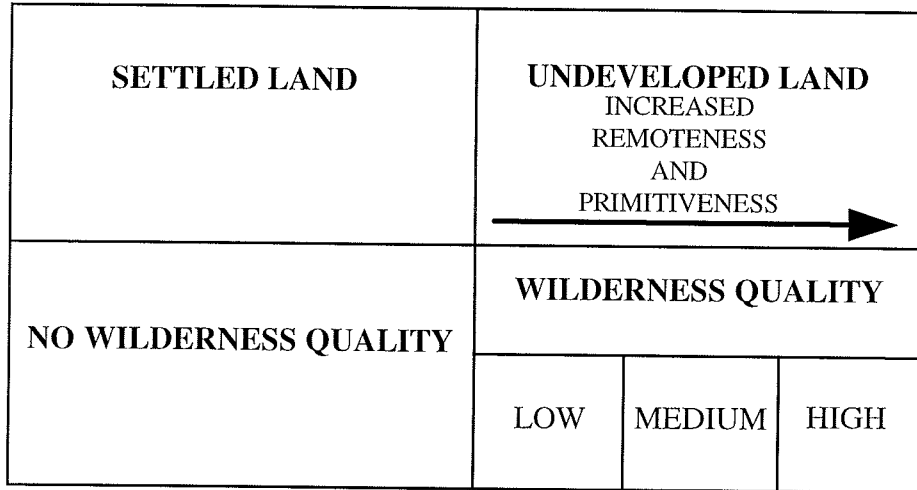 SETTLED LAND
UNDEVELOPED LAND
INCREASED
REMOTENESS
AND
PRIMITIVENESS
NO WILDERNESS QUALITY
WILDERNESS QUALITY
LOW
MEDIUM
HIGH